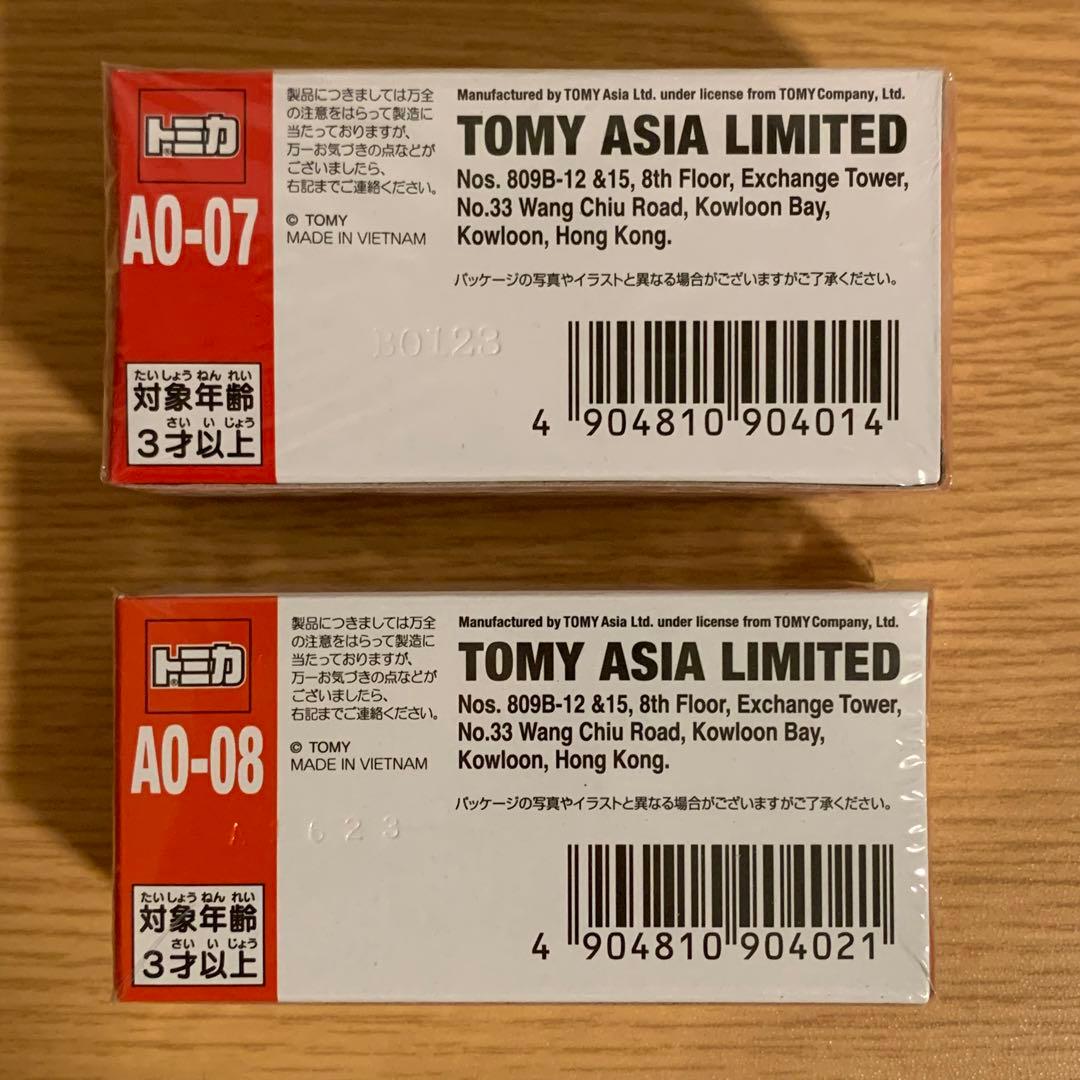 トミカ
AO-07
たいしょう ねん れい
対象年齢
さい い じょう
3才以上
製品につきましては万全
の注意をはらって製造に
当たっておりますが、
万一お気づきの点などが
ございましたら、
右記までご連絡ください。
© TOMY
MADE IN VIETNAM
Manufactured by TOMY Asia Ltd. under license from TOMY Company, Ltd.
TOMY ASIA LIMITED
Nos. 809B-12 &15, 8th Floor, Exchange Tower,
No.33 Wang Chiu Road, Kowloon Bay,
Kowloon, Hong Kong.
パッケージの写真やイラストと異なる場合がございますがご了承ください。
B0123
4 904810 904014
トミカ
AO-08
たいしょう ねん れい
対象年齢
さい い じょう
3才以上
製品につきましては万全
の注意をはらって製造に
当たっておりますが、
万一お気づきの点などが
ございましたら、
右記までご連絡ください。
© TOMY
MADE IN VIETNAM
Manufactured by TOMY Asia Ltd. under license from TOMY Company, Ltd.
TOMY ASIA LIMITED
Nos. 809B-12 &15, 8th Floor, Exchange Tower,
No.33 Wang Chiu Road, Kowloon Bay,
Kowloon, Hong Kong.
パッケージの写真やイラストと異なる場合がございますがご了承ください。
A 623
4 904810 904021